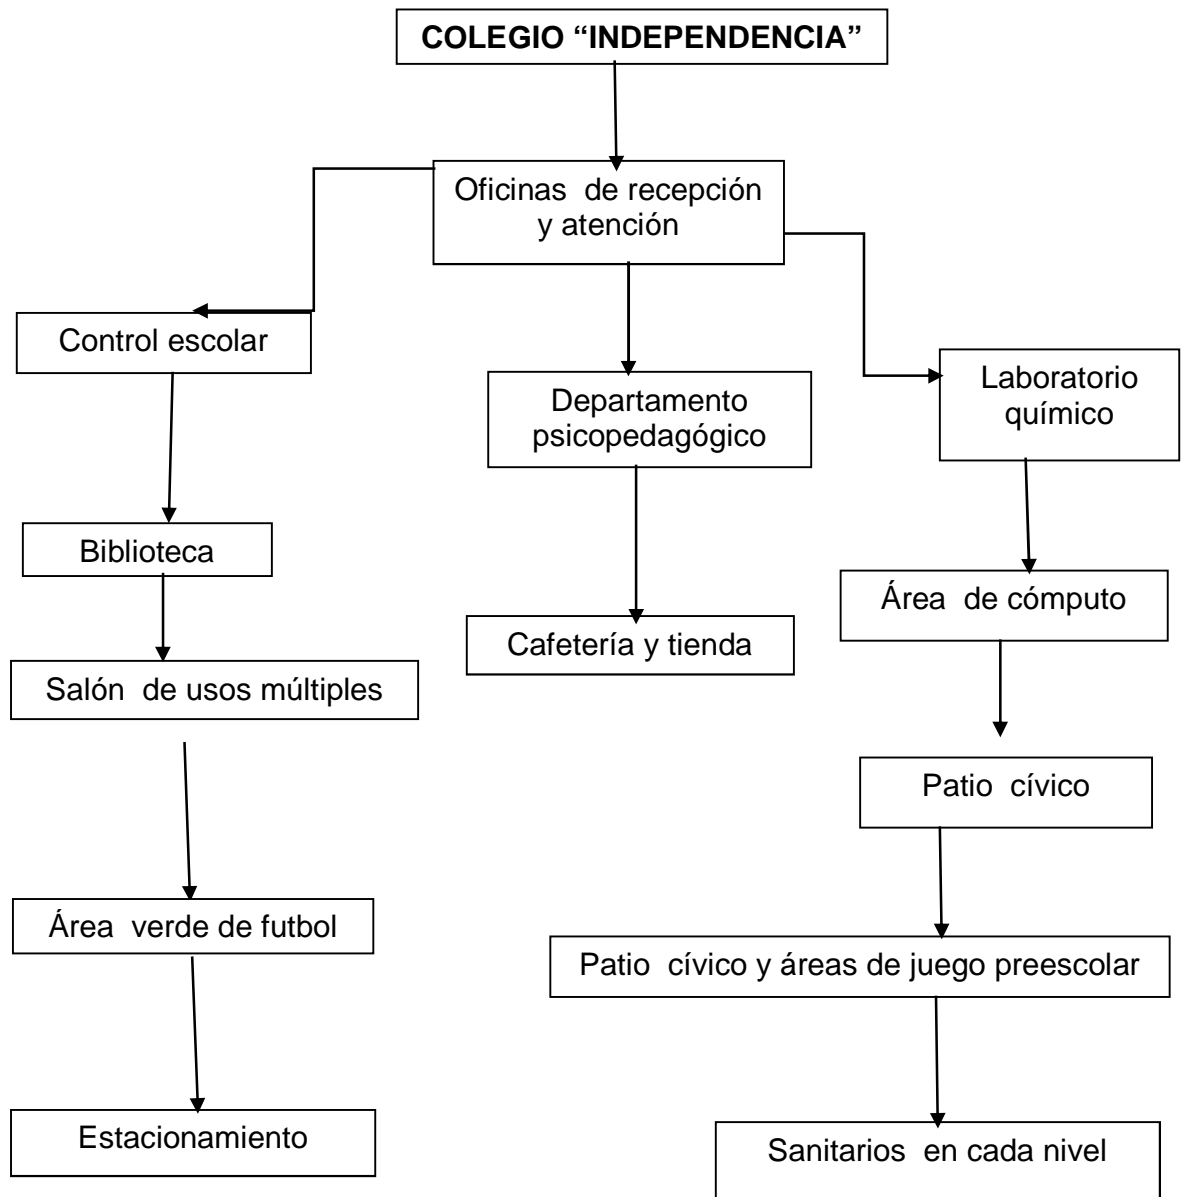 COLEGIO “INDEPENDENCIA”
Oficinas de recepción
y atención
Control escolar
Departamento
psicopedagógico
Laboratorio
químico
Biblioteca
Área de cómputo
Cafetería y tienda
Salón de usos múltiples
Patio cívico
Área verde de futbol
Patio cívico y áreas de juego preescolar
Estacionamiento
Sanitarios en cada nivel